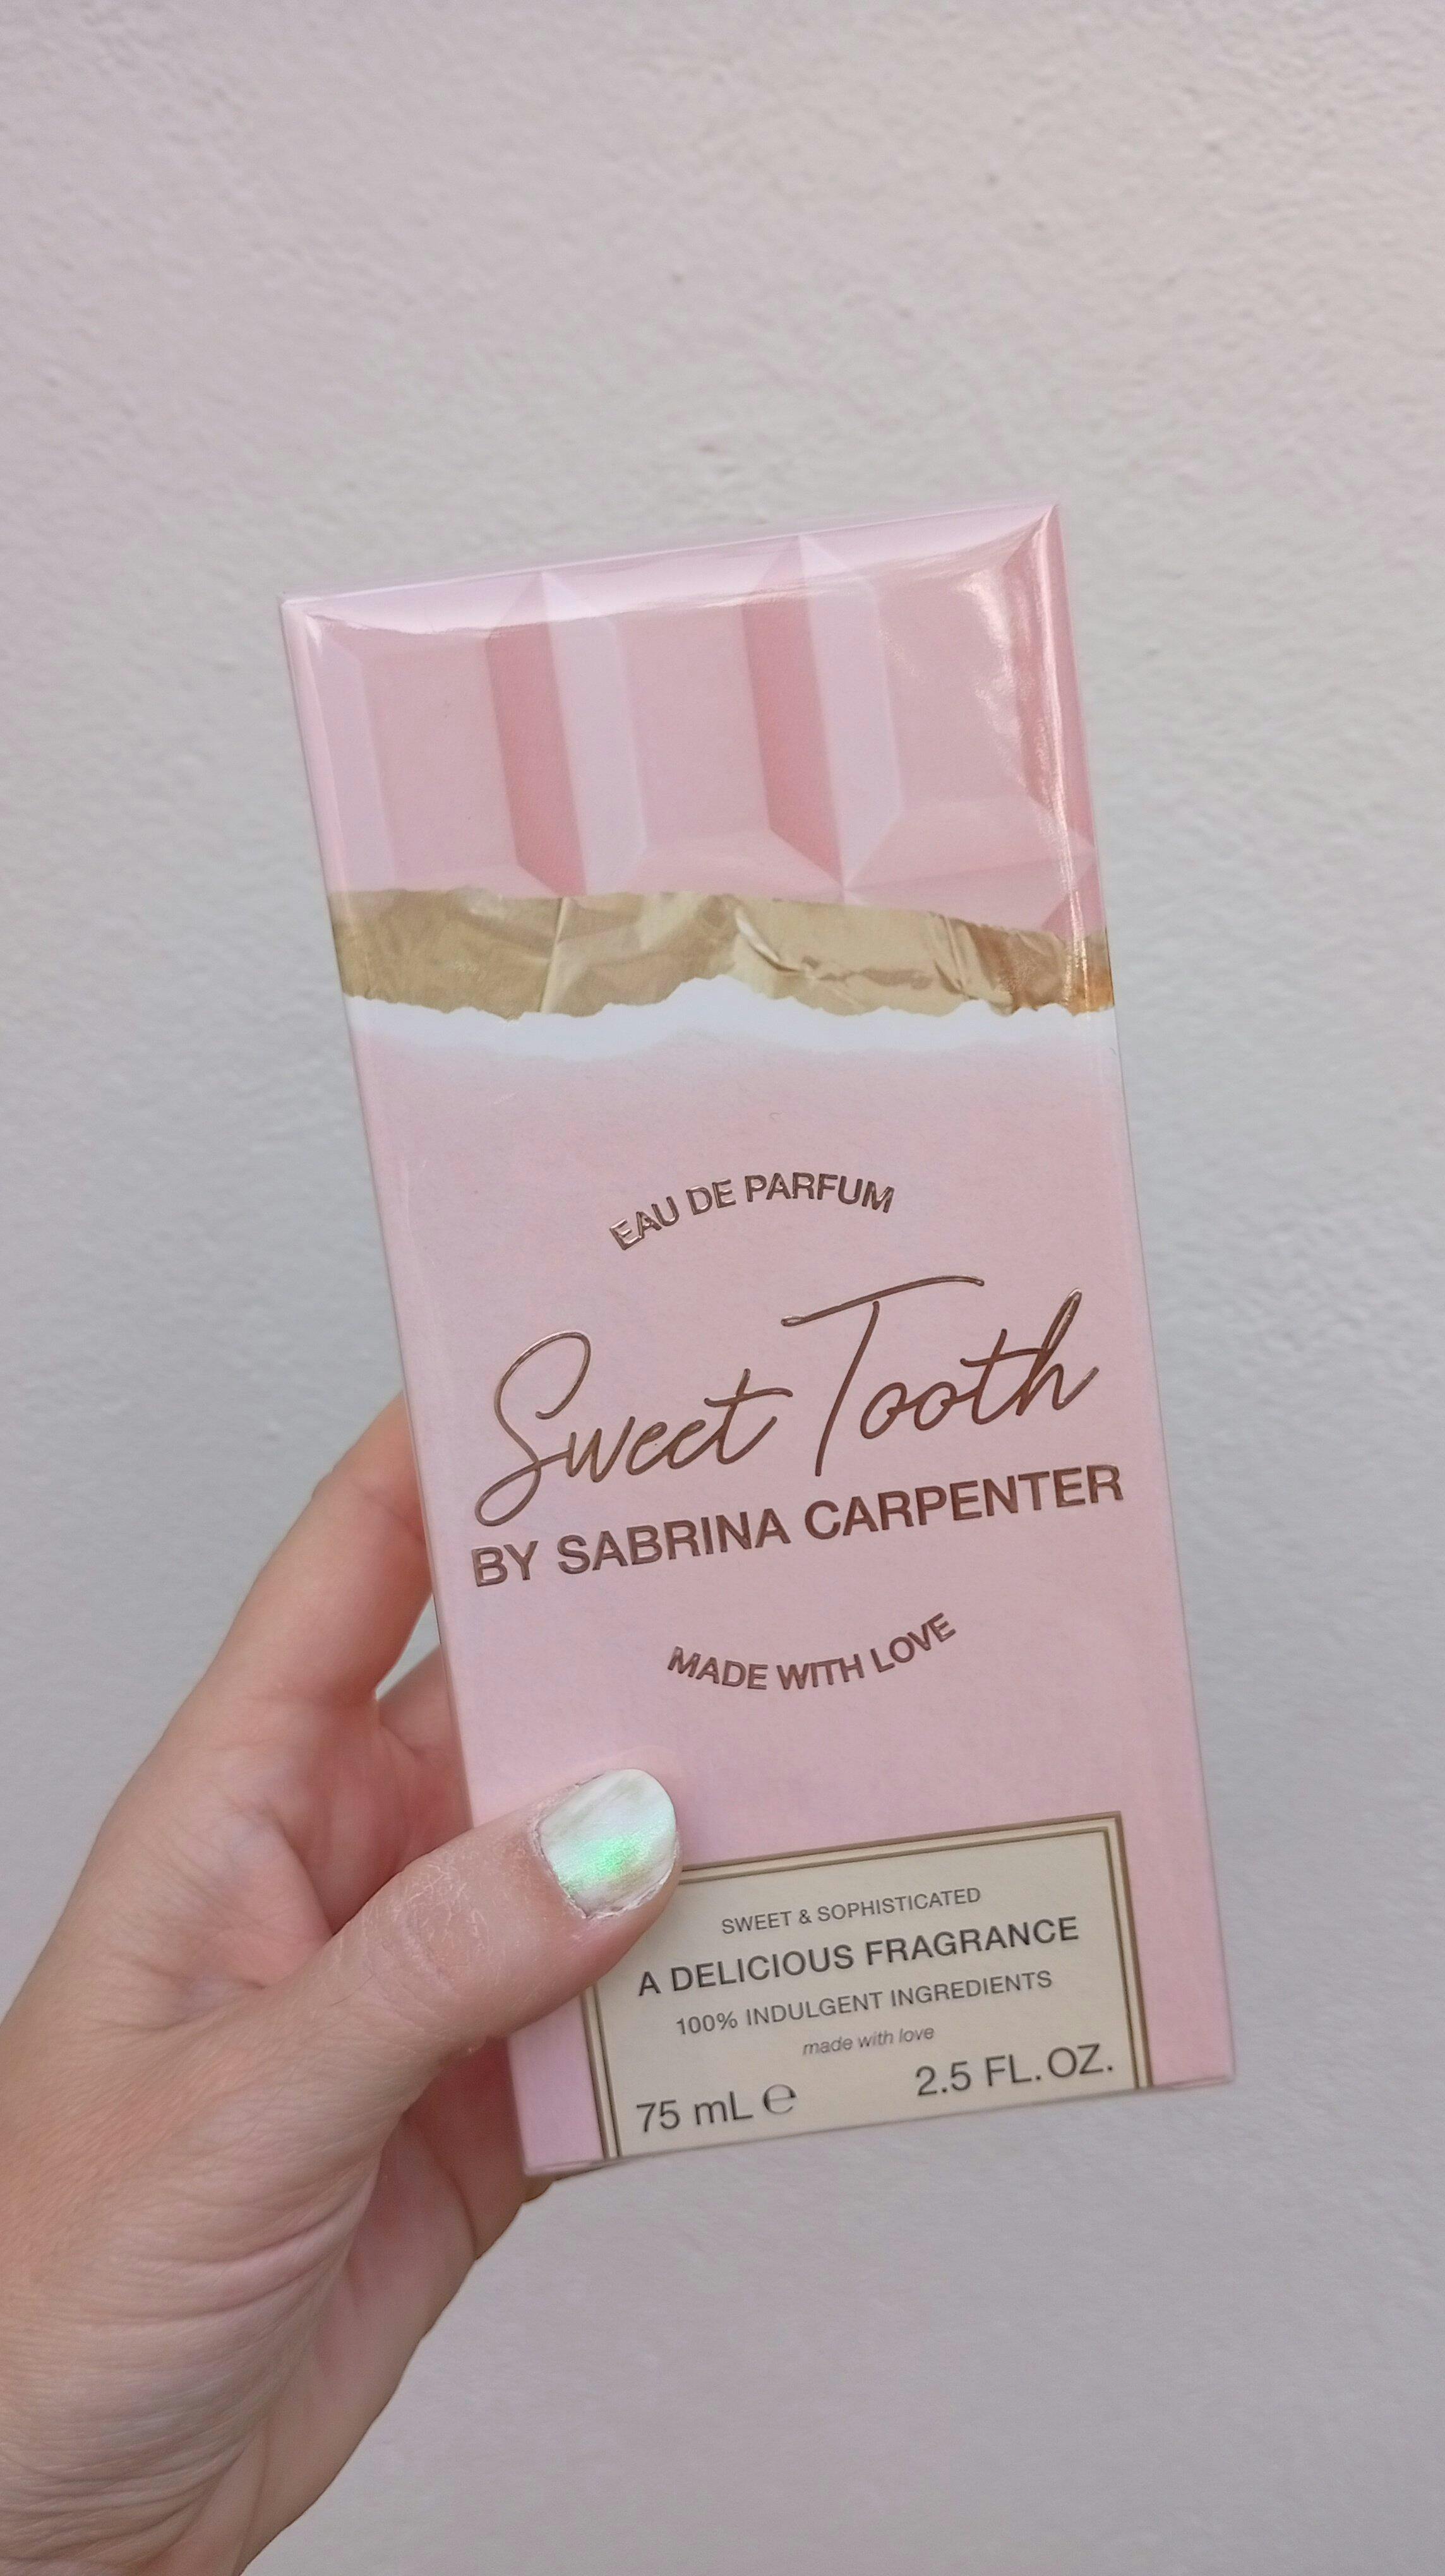 EAU DE PARFUM
Sweet Tooth
BY SABRINA CARPENTER
MADE WITH LOVE
SWEET & SOPHISTICATED
A DELICIOUS FRAGRANCE
100% INDULGENT INGREDIENTS
made with love
75 mL ℮ 2.5 FL.OZ.